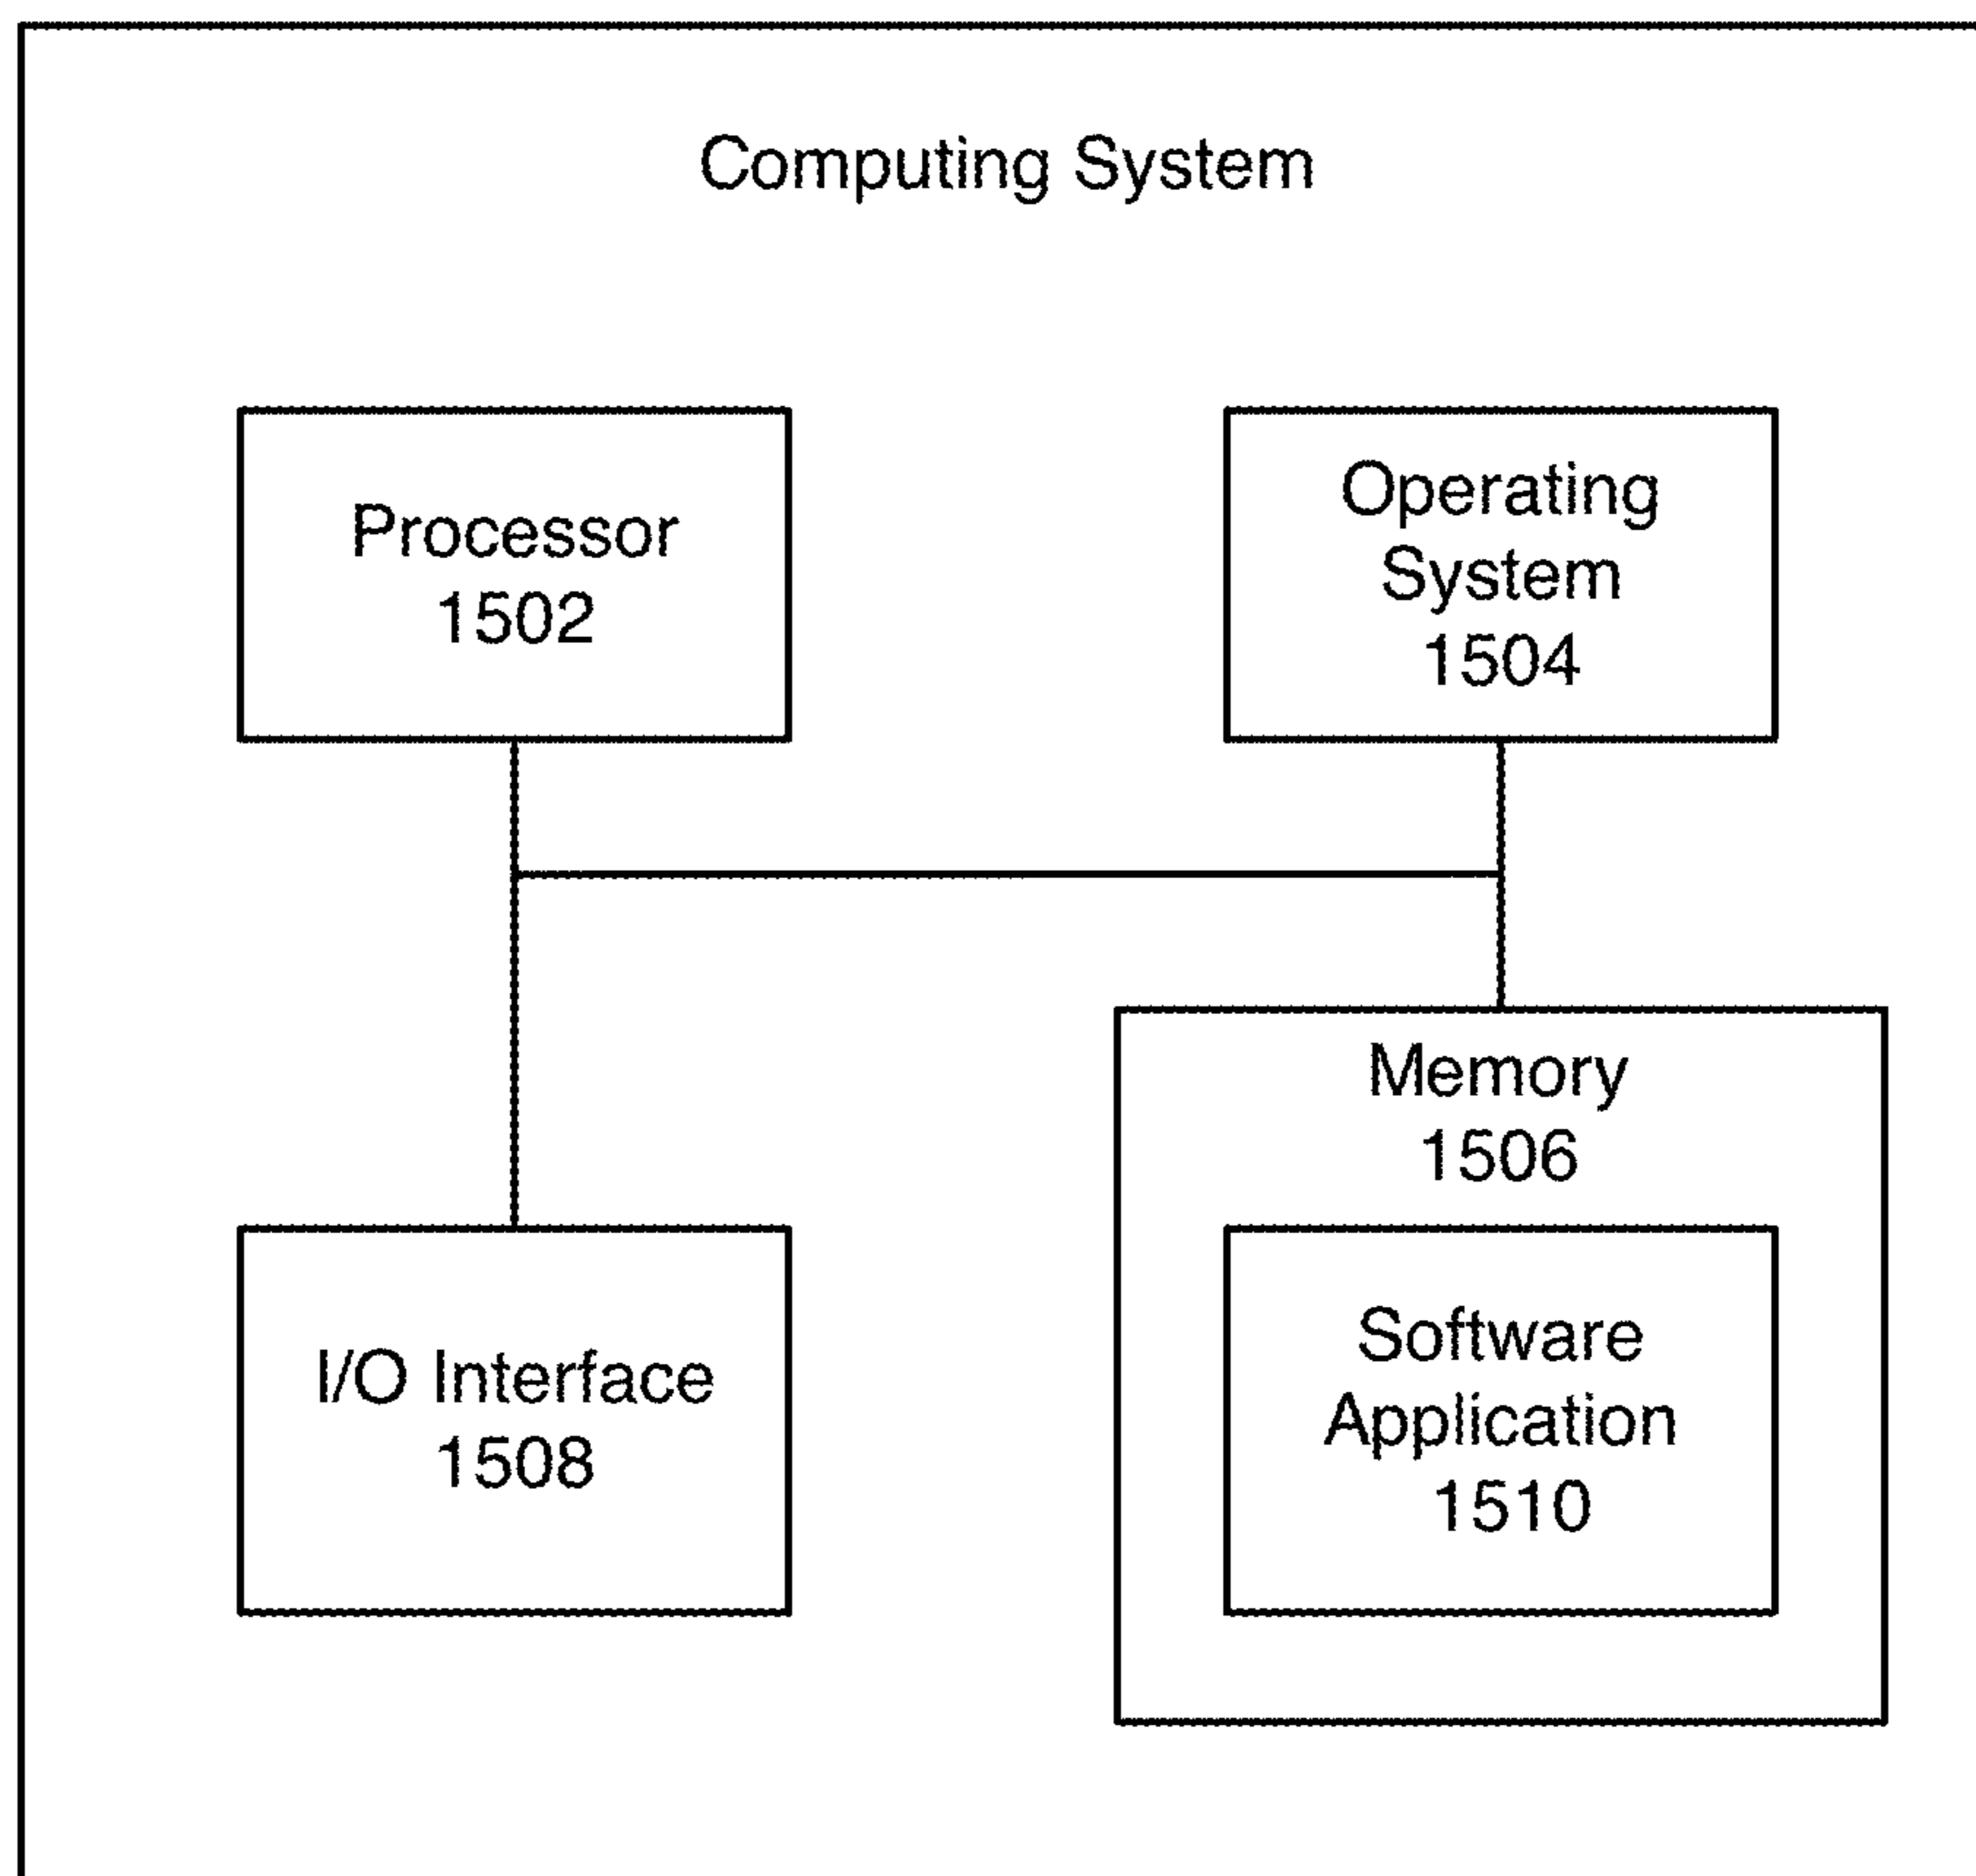 Computing System
Processor
1502
Operating
System
1504
Memory
1506
I/O Interface
1508
Software
Application
1510